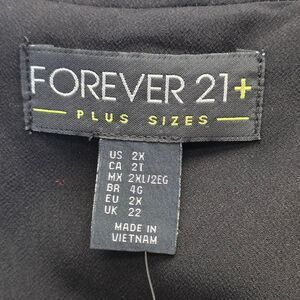 FOREVER 21+
PLUS SIZES
US 2X
CA 2T
MX 2XL/2EG
BR 4G
EU 2X
UK 22
MADE IN
VIETNAM